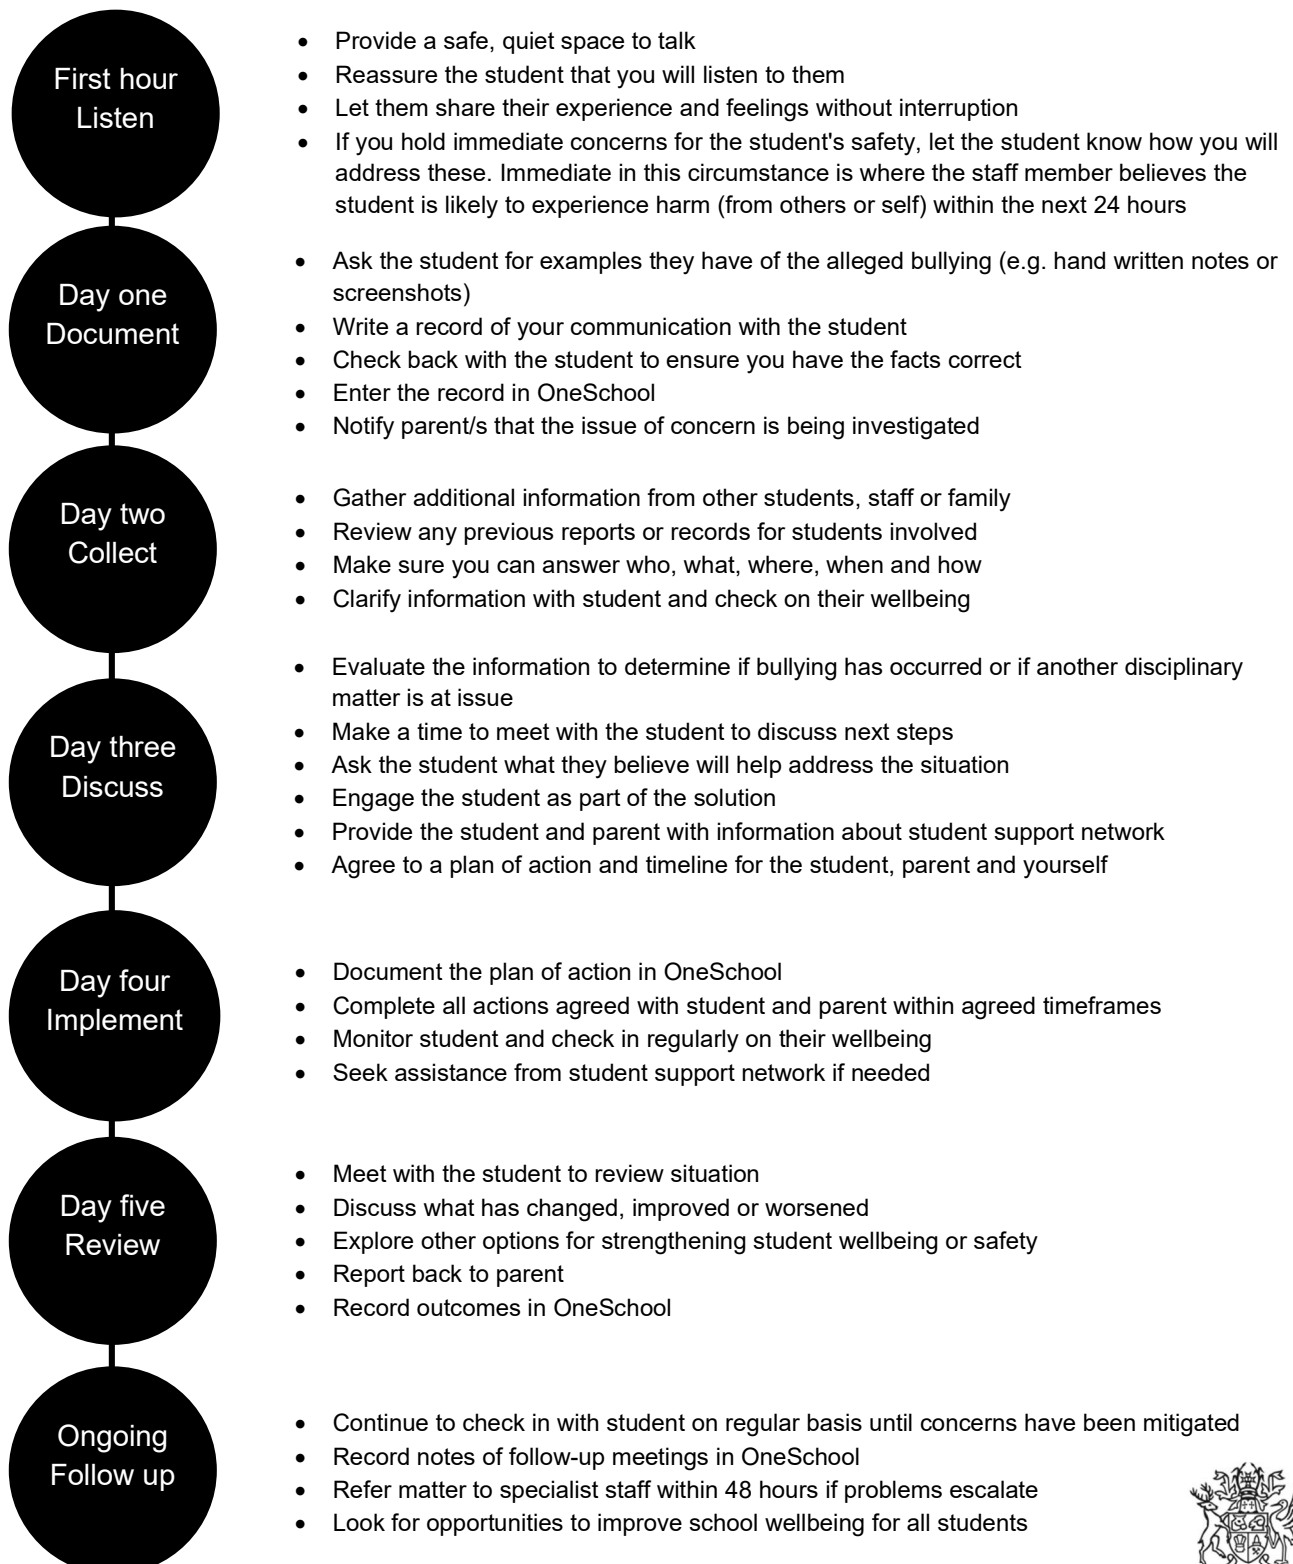 First hour
Listen
• Provide a safe, quiet space to talk
• Reassure the student that you will listen to them
• Let them share their experience and feelings without interruption
• If you hold immediate concerns for the student's safety, let the student know how you will
address these. Immediate in this circumstance is where the staff member believes the
student is likely to experience harm (from others or self) within the next 24 hours
Day one
Document
• Ask the student for examples they have of the alleged bullying (e.g. hand written notes or
screenshots)
• Write a record of your communication with the student
• Check back with the student to ensure you have the facts correct
• Enter the record in OneSchool
• Notify parent/s that the issue of concern is being investigated
Day two
Collect
• Gather additional information from other students, staff or family
• Review any previous reports or records for students involved
• Make sure you can answer who, what, where, when and how
• Clarify information with student and check on their wellbeing
Day three
Discuss
• Evaluate the information to determine if bullying has occurred or if another disciplinary
matter is at issue
• Make a time to meet with the student to discuss next steps
• Ask the student what they believe will help address the situation
• Engage the student as part of the solution
• Provide the student and parent with information about student support network
• Agree to a plan of action and timeline for the student, parent and yourself
Day four
Implement
• Document the plan of action in OneSchool
• Complete all actions agreed with student and parent within agreed timeframes
• Monitor student and check in regularly on their wellbeing
• Seek assistance from student support network if needed
Day five
Review
• Meet with the student to review situation
• Discuss what has changed, improved or worsened
• Explore other options for strengthening student wellbeing or safety
• Report back to parent
• Record outcomes in OneSchool
Ongoing
Follow up
• Continue to check in with student on regular basis until concerns have been mitigated
• Record notes of follow-up meetings in OneSchool
• Refer matter to specialist staff within 48 hours if problems escalate
• Look for opportunities to improve school wellbeing for all students